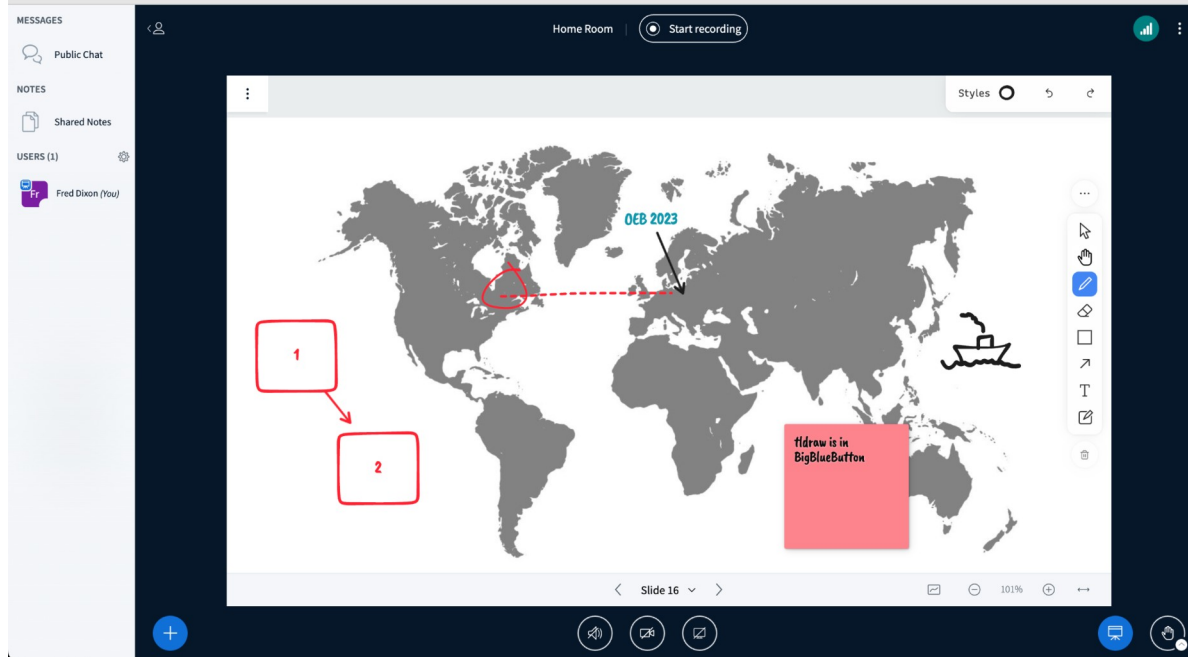 MESSAGES
Public Chat
NOTES
Shared Notes
USERS (1)
Fr
Fred Dixon (You)
Home Room
Start recording
Styles
OEB 2023
1
2
tldraw is in
BigBlueButton
T
Slide 16
101%